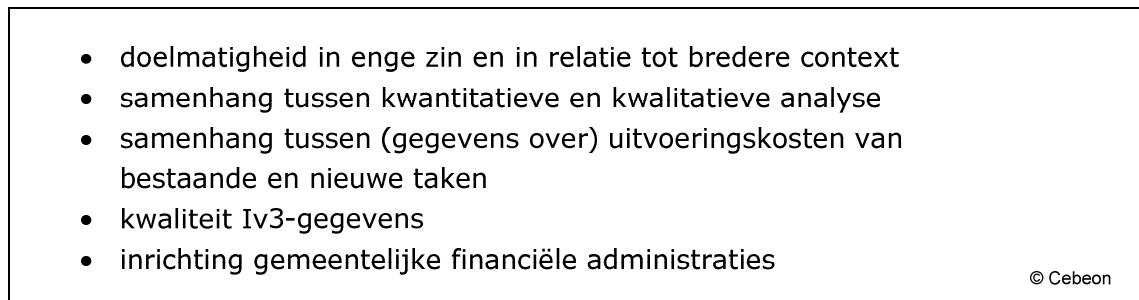 • doelmatigheid in enge zin en in relatie tot bredere context
• samenhang tussen kwantitatieve en kwalitatieve analyse
• samenhang tussen (gegevens over) uitvoeringskosten van
bestaande en nieuwe taken
• kwaliteit Iv3-gegevens
• inrichting gemeentelijke financiële administraties
© Cebeon